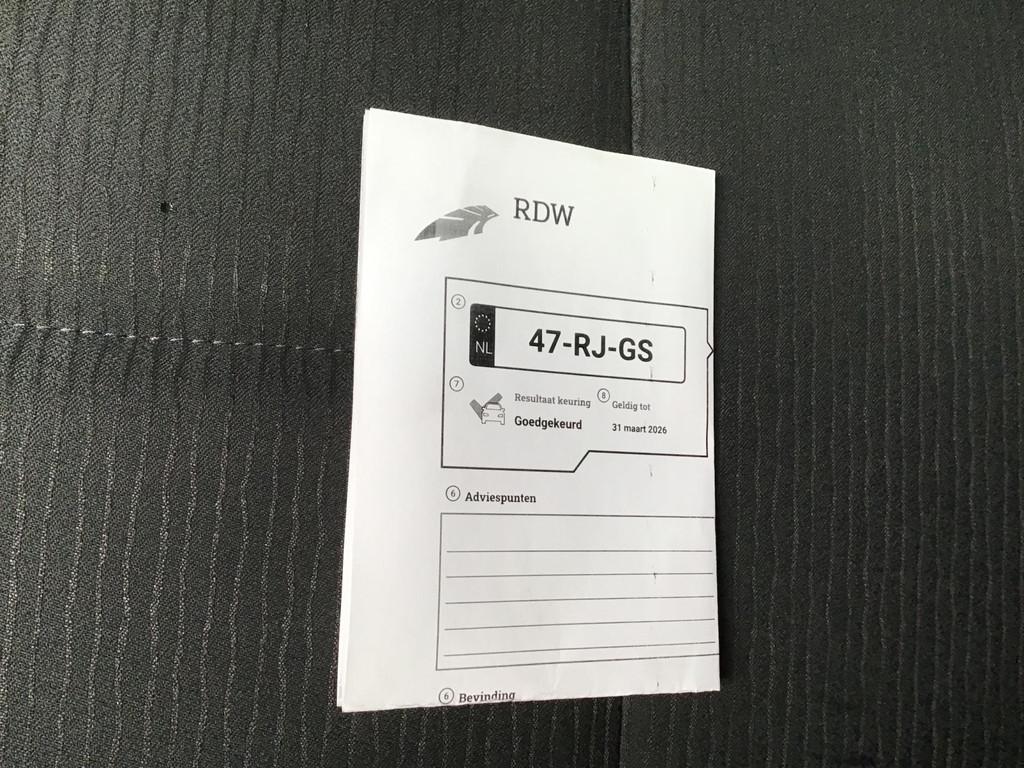 RDW
2
NL 47-RJ-GS
7 Resultaat keuring 8 Geldig tot
Goedgekeurd 31 maart 2026
6 Adviespunten
6 Bevinding